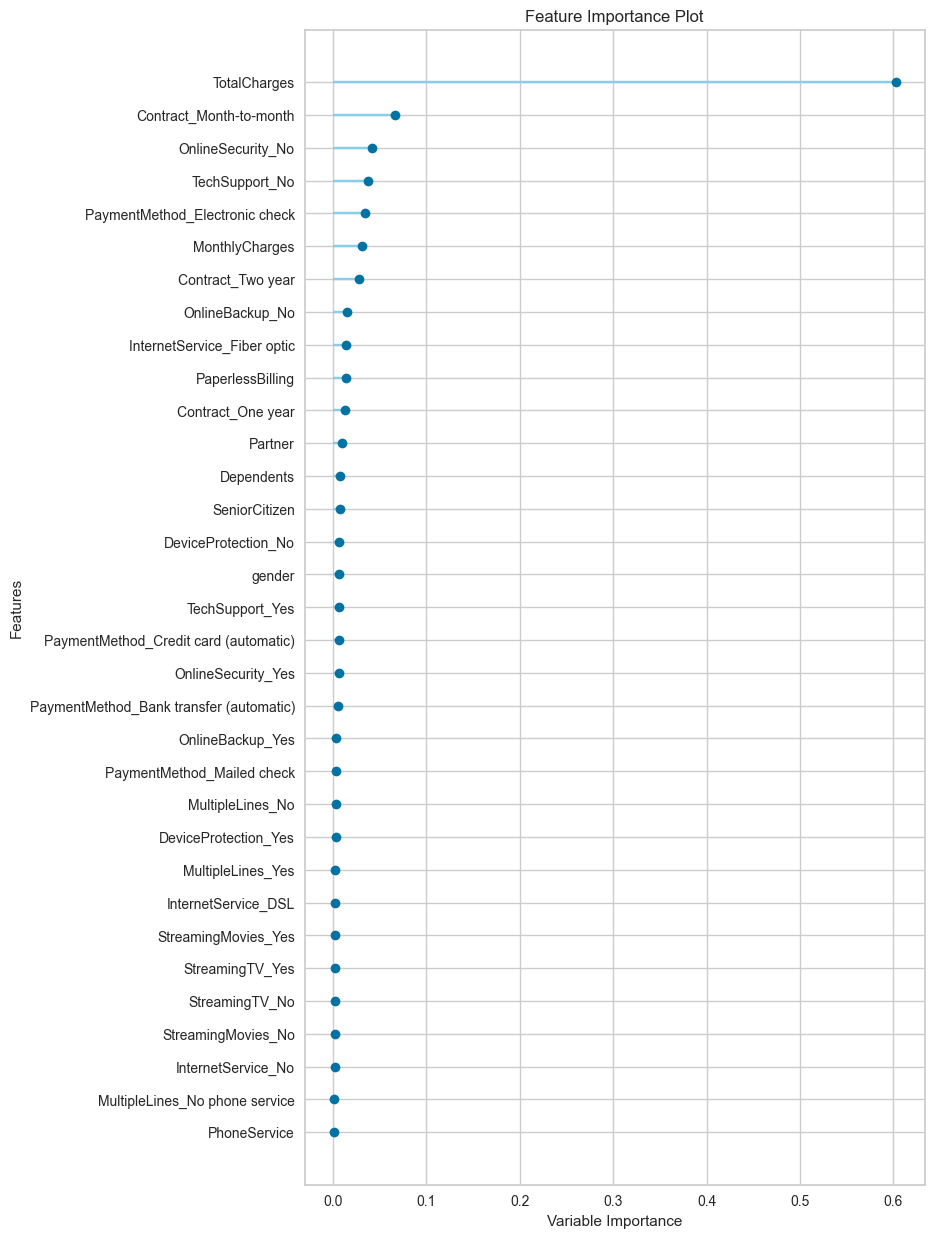 Feature Importance Plot
TotalCharges
Contract_Month-to-month
OnlineSecurity_No
TechSupport_No
PaymentMethod_Electronic check
MonthlyCharges
Contract_Two year
OnlineBackup_No
InternetService_Fiber optic
PaperlessBilling
Contract_One year
Partner
Dependents
SeniorCitizen
DeviceProtection_No
gender
TechSupport_Yes
PaymentMethod_Credit card (automatic)
OnlineSecurity_Yes
PaymentMethod_Bank transfer (automatic)
OnlineBackup_Yes
PaymentMethod_Mailed check
MultipleLines_No
DeviceProtection_Yes
MultipleLines_Yes
InternetService_DSL
StreamingMovies_Yes
StreamingTV_Yes
StreamingTV_No
StreamingMovies_No
InternetService_No
MultipleLines_No phone service
PhoneService
Features
0.0 0.1 0.2 0.3 0.4 0.5 0.6
Variable Importance